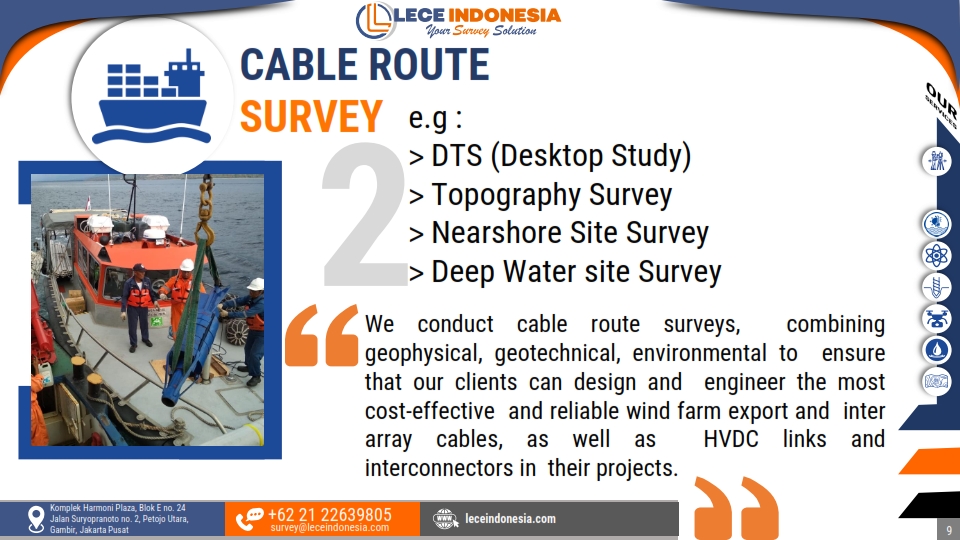 LECE INDONESIA
Your Survey Solution
CABLE ROUTE
SURVEY
2
e.g :
> DTS (Desktop Study)
> Topography Survey
> Nearshore Site Survey
> Deep Water site Survey
OUR
SERVICES
“
We conduct cable route surveys, combining
geophysical, geotechnical, environmental to ensure
that our clients can design and engineer the most
cost-effective and reliable wind farm export and inter
array cables, as well as HVDC links and
interconnectors in their projects.
”
Komplek Harmoni Plaza, Blok E no. 24
Jalan Suryopranoto no. 2, Petojo Utara,
Gambir, Jakarta Pusat
+62 21 22639805
survey@leceindonesia.com
leceindonesia.com
9